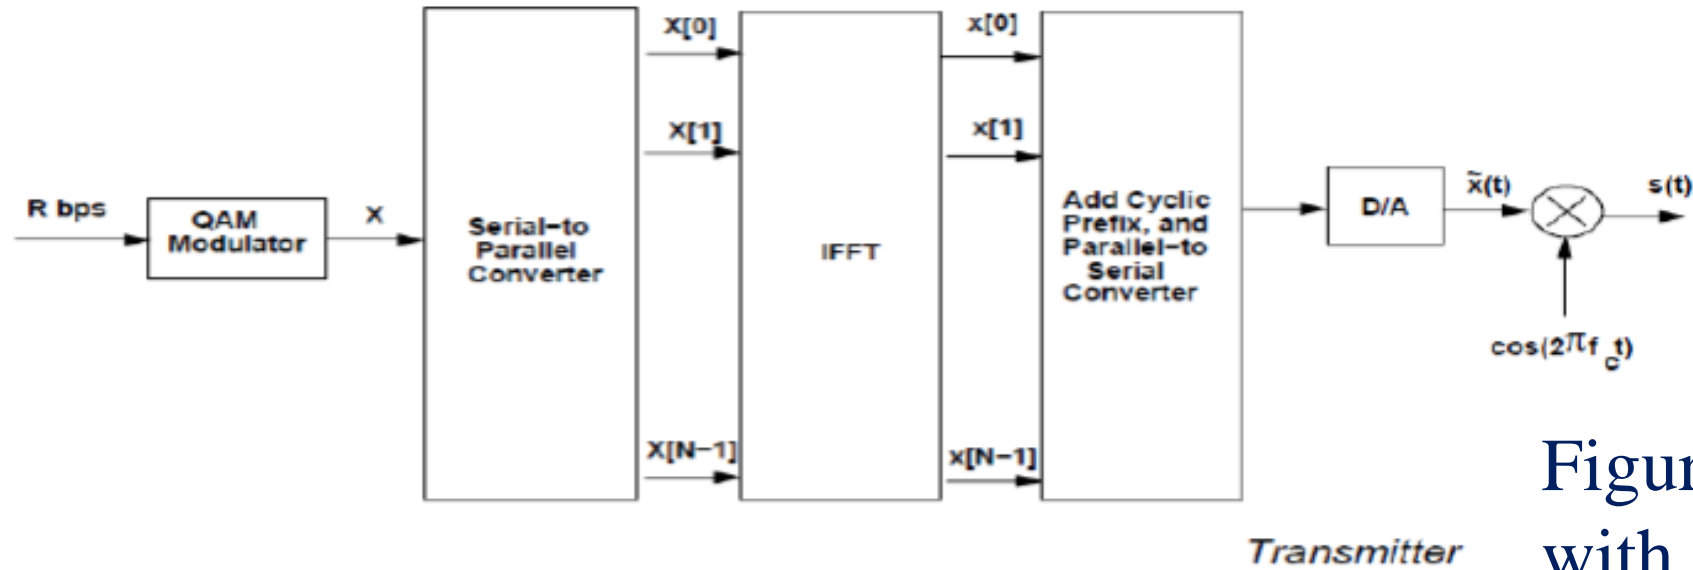 R bps
QAM
Modulator
X
Serial-to
Parallel
Converter
X[0]
X[1]
X[N-1]
IFFT
x[0]
x[1]
x[N-1]
Add Cyclic
Prefix, and
Parallel-to
Serial
Converter
D/A
x̃(t)
s(t)
cos(2πf_c t)
Transmitter
Figur
with